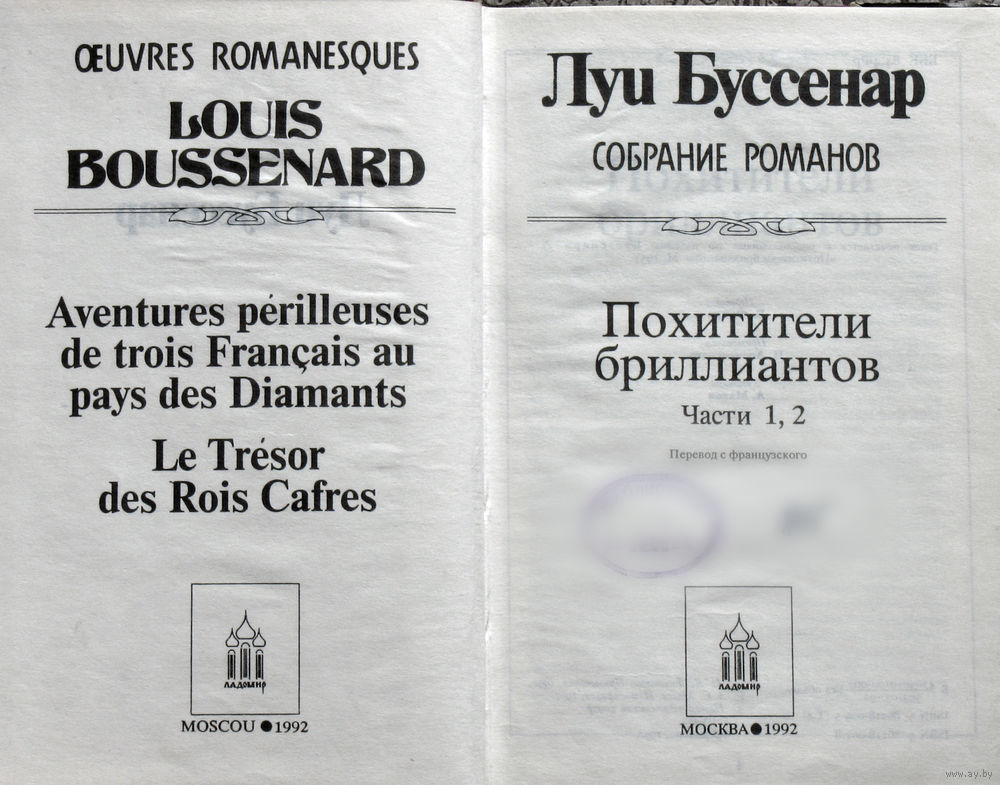 ŒUVRES ROMANESQUES
LOUIS
BOUSSENARD
Aventures périlleuses
de trois Français au
pays des Diamants
Le Trésor
des Rois Cafres
ЛАДОМИР
MOSCOU ● 1992
Луи Буссенар
СОБРАНИЕ РОМАНОВ
Похитители
бриллиантов
Части 1, 2
Перевод с французского
ЛАДОМИР
МОСКВА ● 1992
www.ay.by